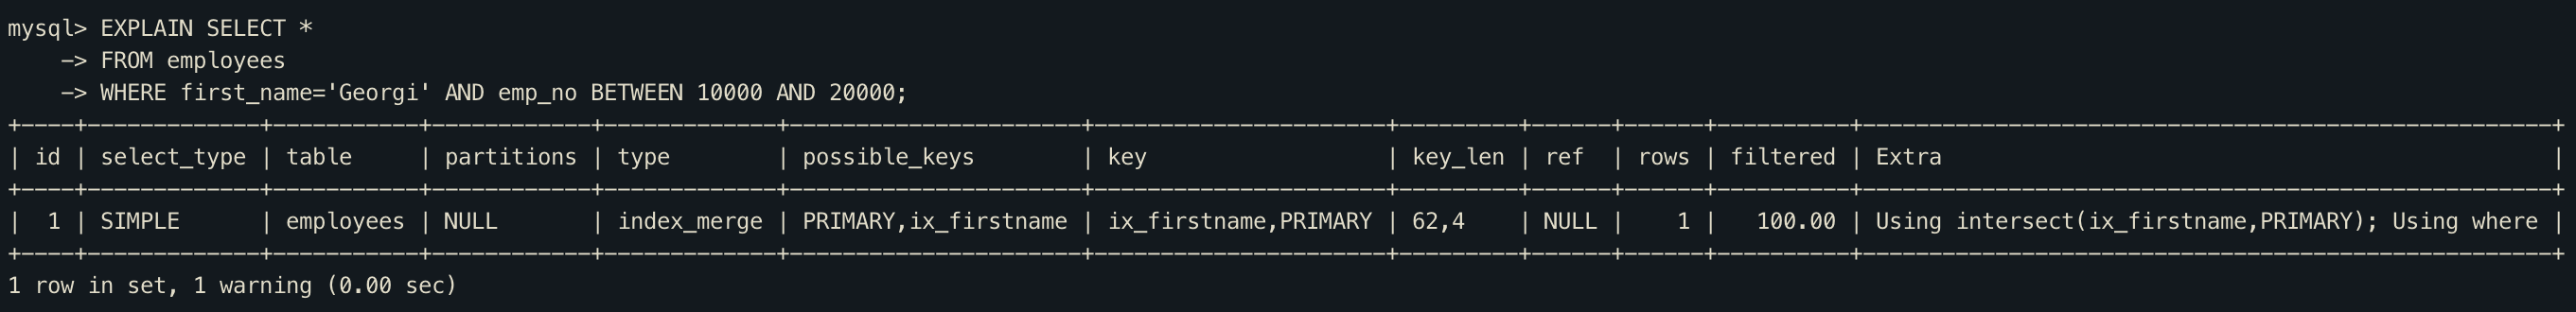 mysql> EXPLAIN SELECT *
    -> FROM employees
    -> WHERE first_name='Georgi' AND emp_no BETWEEN 10000 AND 20000;
+----+-------------+-----------+------------+-------------+----------------------+----------------------+---------+------+------+----------+----------------------------------------------------+
| id | select_type | table     | partitions | type        | possible_keys        | key                  | key_len | ref  | rows | filtered | Extra                                              |
+----+-------------+-----------+------------+-------------+----------------------+----------------------+---------+------+------+----------+----------------------------------------------------+
|  1 | SIMPLE      | employees | NULL       | index_merge | PRIMARY,ix_firstname | ix_firstname,PRIMARY | 62,4    | NULL |    1 |   100.00 | Using intersect(ix_firstname,PRIMARY); Using where |
+----+-------------+-----------+------------+-------------+----------------------+----------------------+---------+------+------+----------+----------------------------------------------------+
1 row in set, 1 warning (0.00 sec)